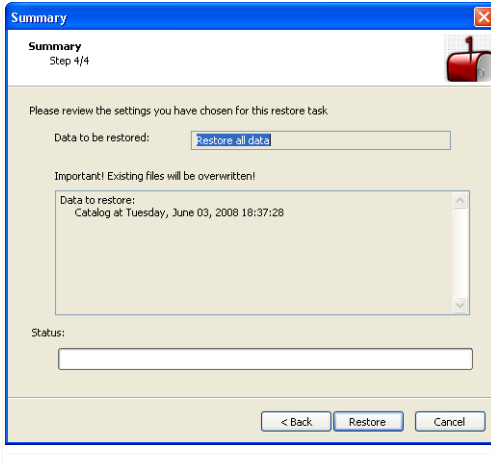 Summary
Summary
Step 4/4
Please review the settings you have chosen for this restore task
Data to be restored: Restore all data
Important! Existing files will be overwritten!
Data to restore:
Catalog at Tuesday, June 03, 2008 18:37:28
Status:
< Back Restore Cancel